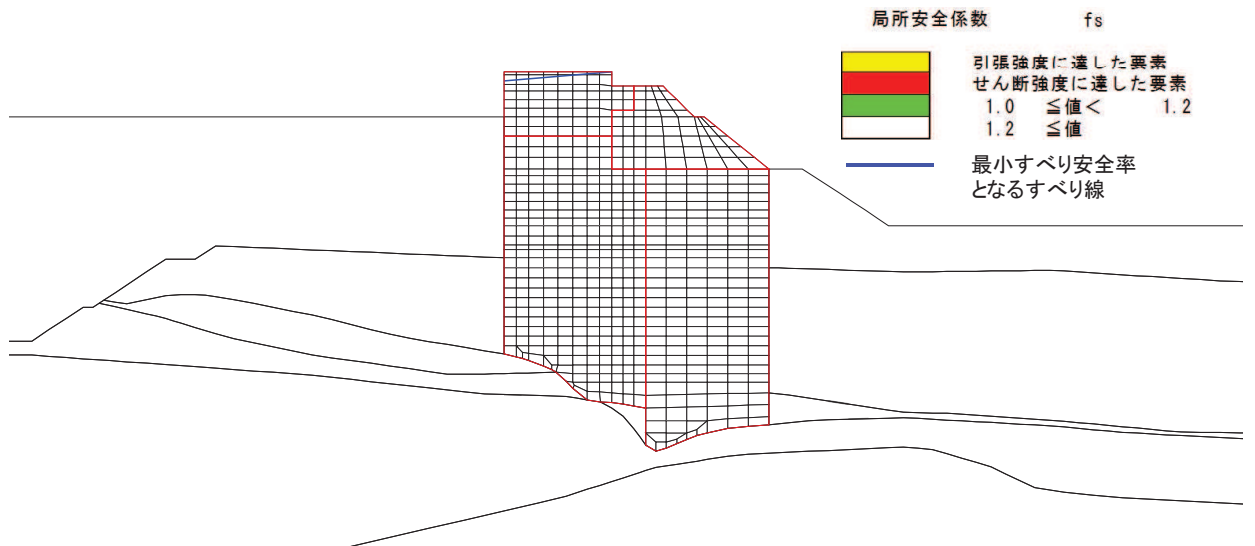 局所安全係数 fs
引張強度に達した要素
せん断強度に達した要素
1.0 ≦値< 1.2
1.2 ≦値
最小すべり安全率
となるすべり線